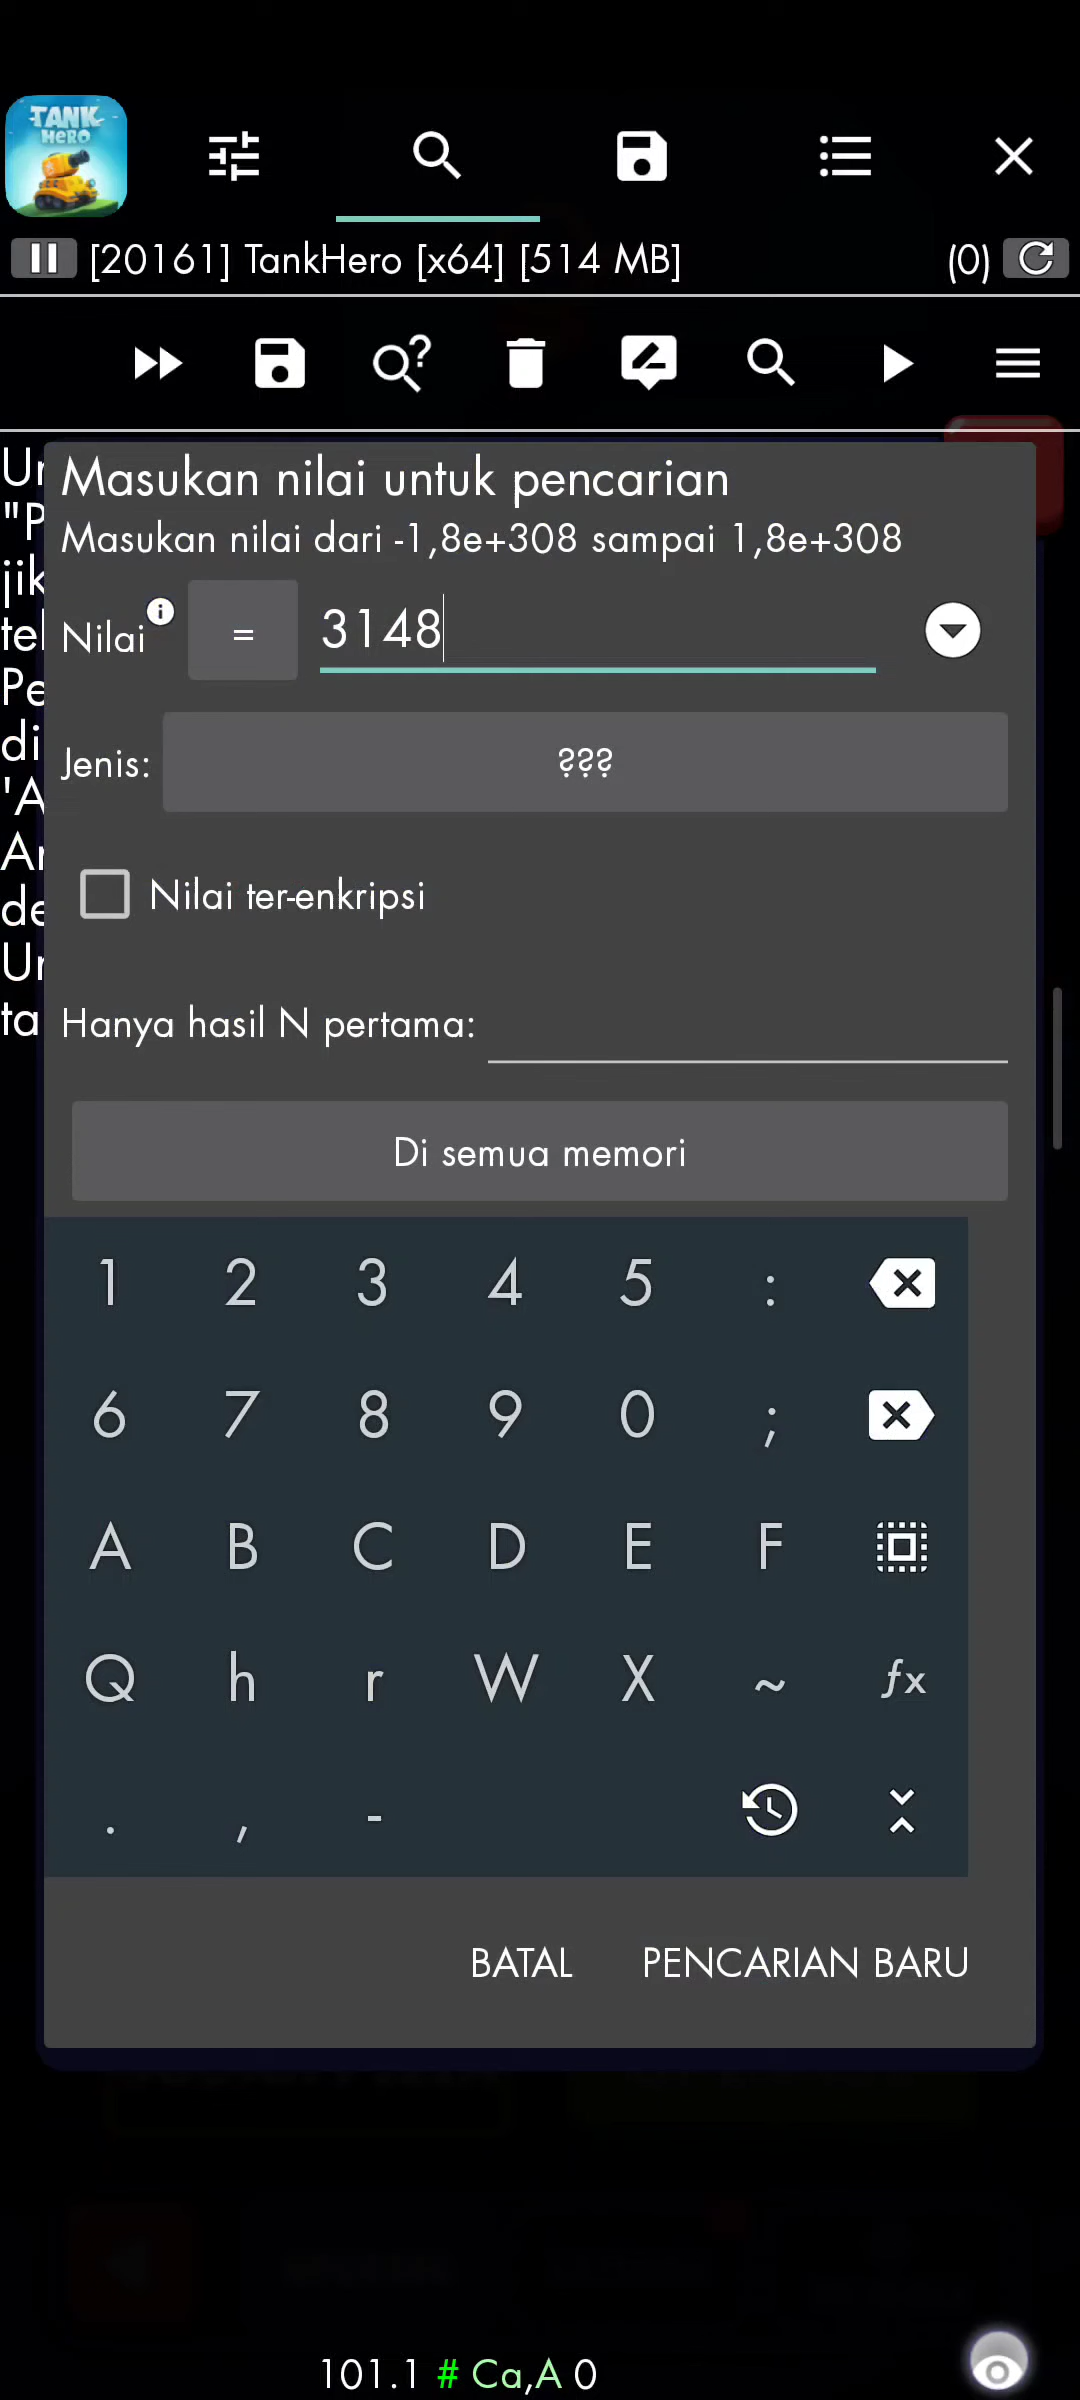 TANK
HERO
[20161] TankHero [x64] [514 MB]
(0)
Masukan nilai untuk pencarian
Masukan nilai dari -1,8e+308 sampai 1,8e+308
Nilai
=
3148
Jenis:
???
Nilai ter-enkripsi
Hanya hasil N pertama:
Di semua memori
1 2 3 4 5 :
6 7 8 9 0 ;
A B C D E F
Q h r W X ~ fx
. , -
BATAL PENCARIAN BARU
101.1 # Ca,A 0